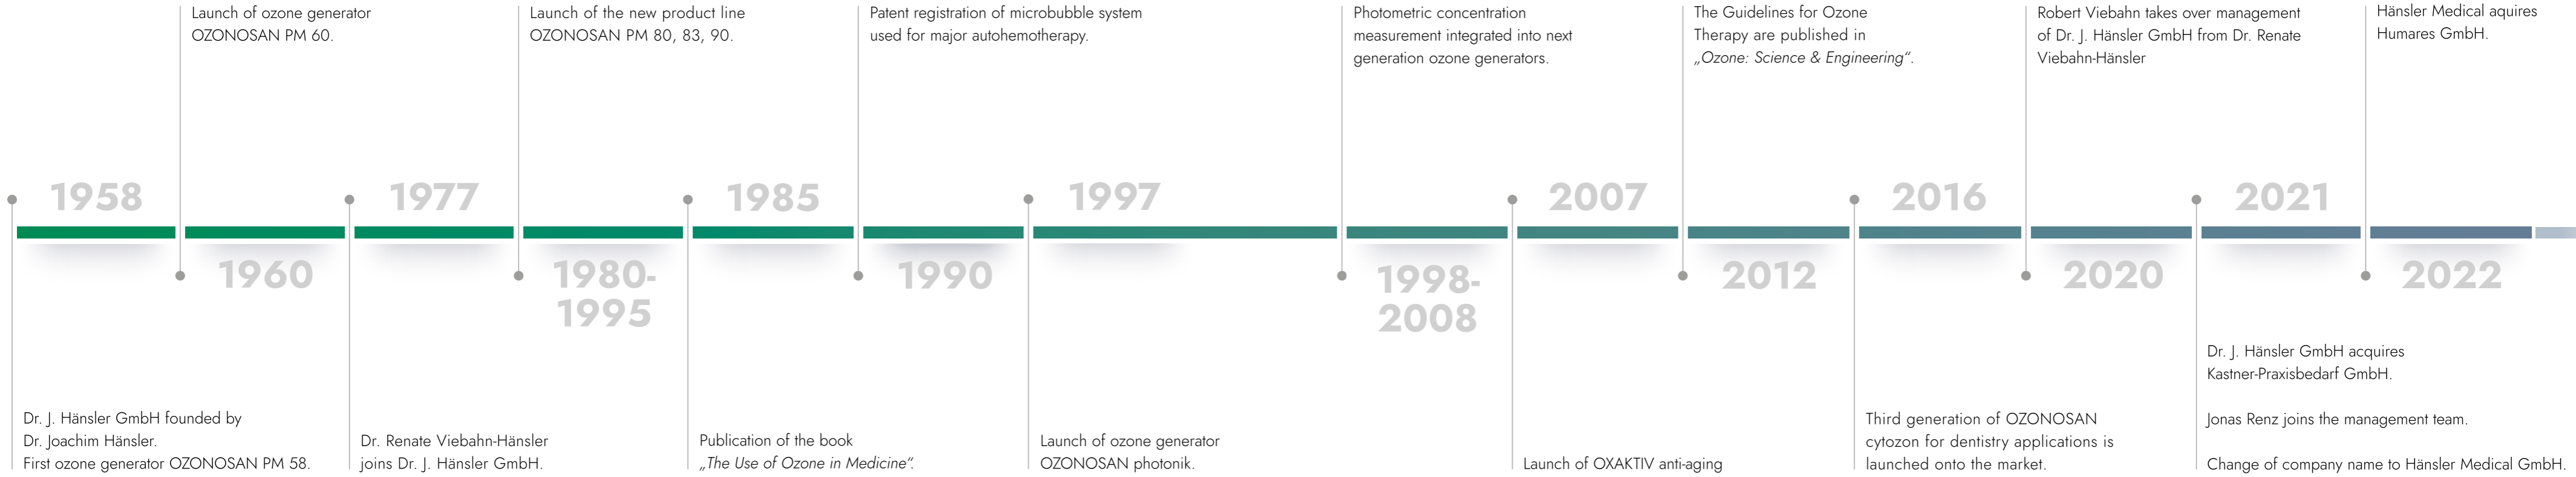 1958
Dr. J. Hänsler GmbH founded by
Dr. Joachim Hänsler.
First ozone generator OZONOSAN PM 58.
Launch of ozone generator
OZONOSAN PM 60.
1960
1977
Dr. Renate Viebahn-Hänsler
joins Dr. J. Hänsler GmbH.
Launch of the new product line
OZONOSAN PM 80, 83, 90.
1980-
1995
1985
Publication of the book
„The Use of Ozone in Medicine“.
Patent registration of microbubble system
used for major autohemotherapy.
1990
1997
Launch of ozone generator
OZONOSAN photonik.
Photometric concentration
measurement integrated into next
generation ozone generators.
1998-
2008
2007
Launch of OXAKTIV anti-aging
The Guidelines for Ozone
Therapy are published in
„Ozone: Science & Engineering“.
2012
2016
Third generation of OZONOSAN
cytozon for dentistry applications is
launched onto the market.
Robert Viebahn takes over management
of Dr. J. Hänsler GmbH from Dr. Renate
Viebahn-Hänsler
2020
2021
Dr. J. Hänsler GmbH acquires
Kastner-Praxisbedarf GmbH.
Jonas Renz joins the management team.
Change of company name to Hänsler Medical GmbH.
Hänsler Medical aquires
Humares GmbH.
2022